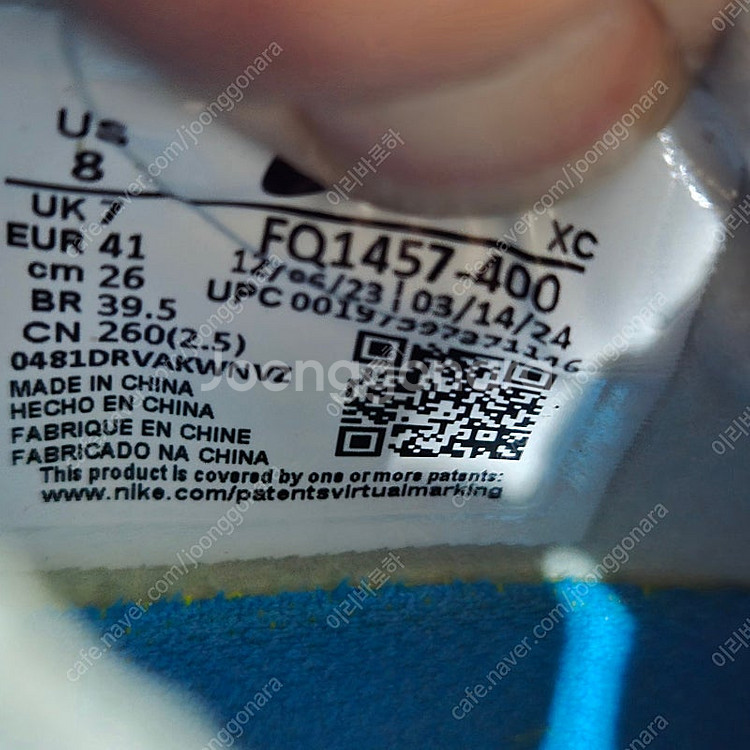 US
8
UK 7
EUR 41
cm 26
BR 39.5
CN 260(2.5)
XC
FQ1457-400
12/06/23 | 03/14/24
UPC
0481DRVAKWNVZ
MADE IN CHINA
HECHO EN CHINA
FABRIQUE EN CHINE
FABRICADO NA CHINA
This product is covered by one or more patents:
www.nike.com/patentsvirtualmarking
Joonggonara
cafe.naver.com/joonggonara
이리바로하